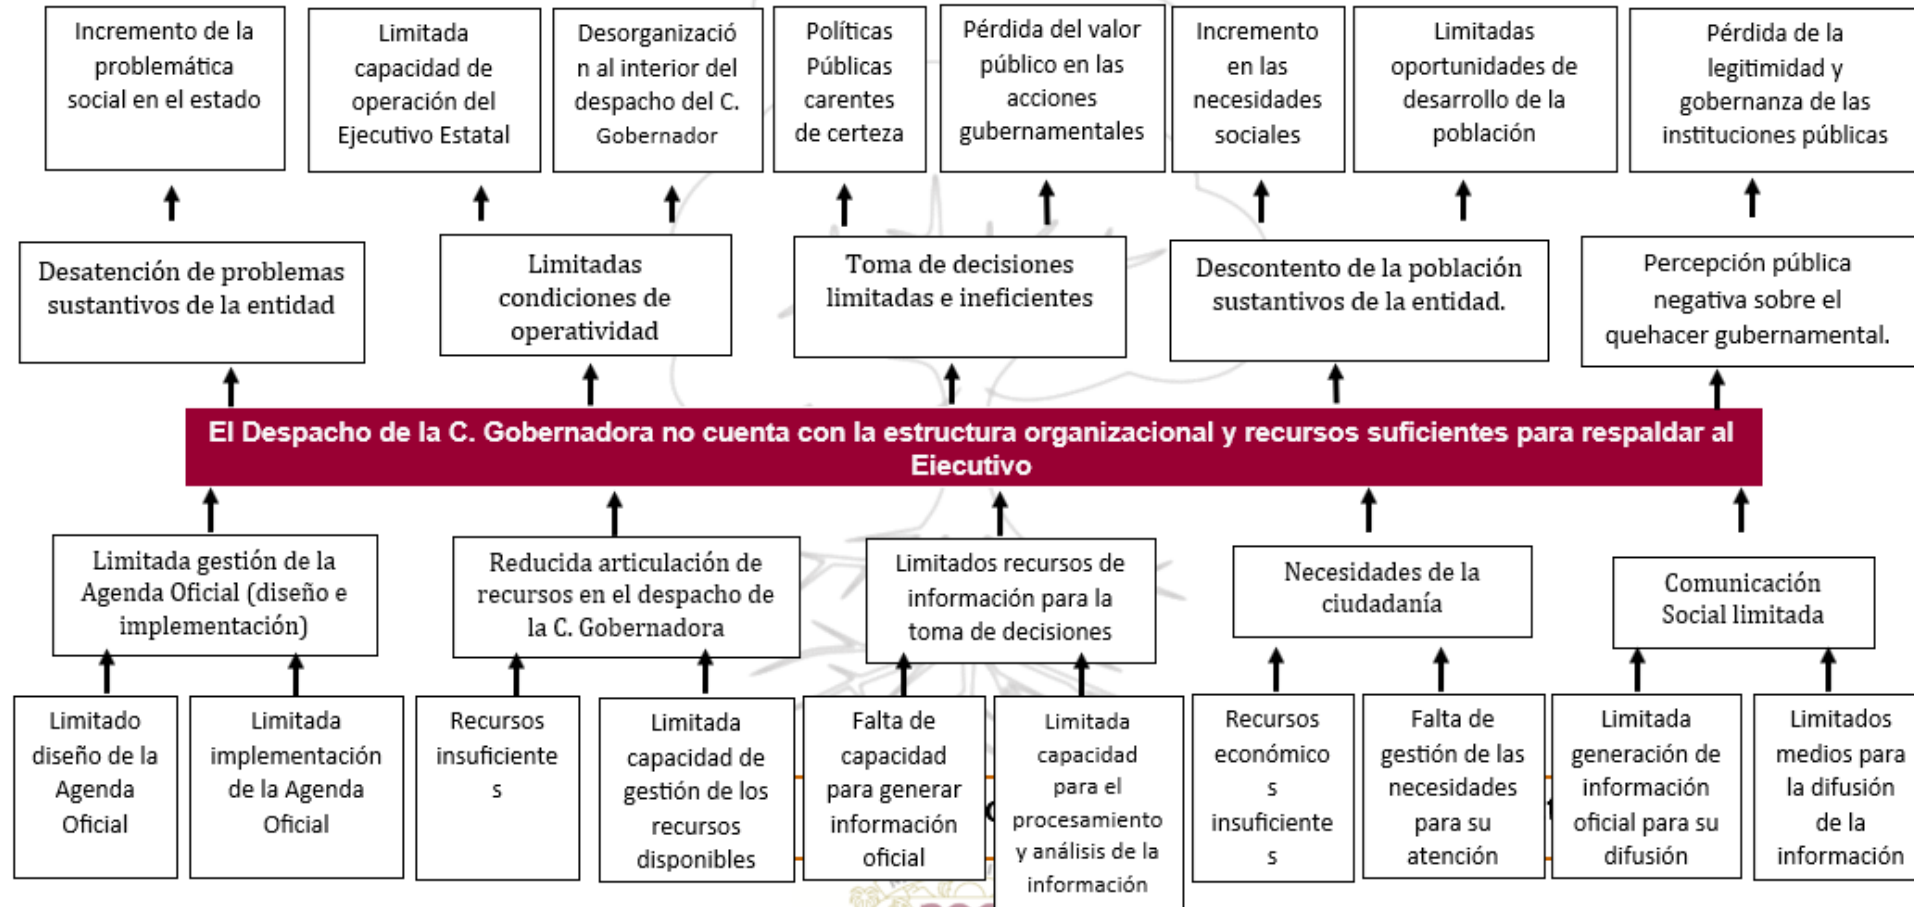 Incremento de la
problemática
social en el estado
Limitada
capacidad de
operación del
Ejecutivo Estatal
Desorganizació
n al interior del
despacho del C.
Gobernador
Políticas
Públicas
carentes
de certeza
Pérdida del valor
público en las
acciones
gubernamentales
Incremento
en las
necesidades
sociales
Limitadas
oportunidades de
desarrollo de la
población
Pérdida de la
legitimidad y
gobernanza de las
instituciones públicas
Desatención de problemas
sustantivos de la entidad
Limitadas
condiciones de
operatividad
Toma de decisiones
limitadas e ineficientes
Descontento de la población
sustantivos de la entidad.
Percepción pública
negativa sobre el
quehacer gubernamental.
El Despacho de la C. Gobernadora no cuenta con la estructura organizacional y recursos suficientes para respaldar al
Ejecutivo
Limitada gestión de la
Agenda Oficial (diseño e
implementación)
Reducida articulación de
recursos en el despacho de
la C. Gobernadora
Limitados recursos de
información para la
toma de decisiones
Necesidades de la
ciudadanía
Comunicación
Social limitada
Limitado
diseño de la
Agenda
Oficial
Limitada
implementación
de la Agenda
Oficial
Recursos
insuficiente
s
Limitada
capacidad de
gestión de los
recursos
disponibles
Falta de
capacidad
para generar
información
oficial
Limitada
capacidad
para el
procesamiento
y análisis de la
información
Recursos
económico
s
insuficiente
s
Falta de
gestión de las
necesidades
para su
atención
Limitada
generación de
información
oficial para su
difusión
Limitados
medios para
la difusión
de la
información